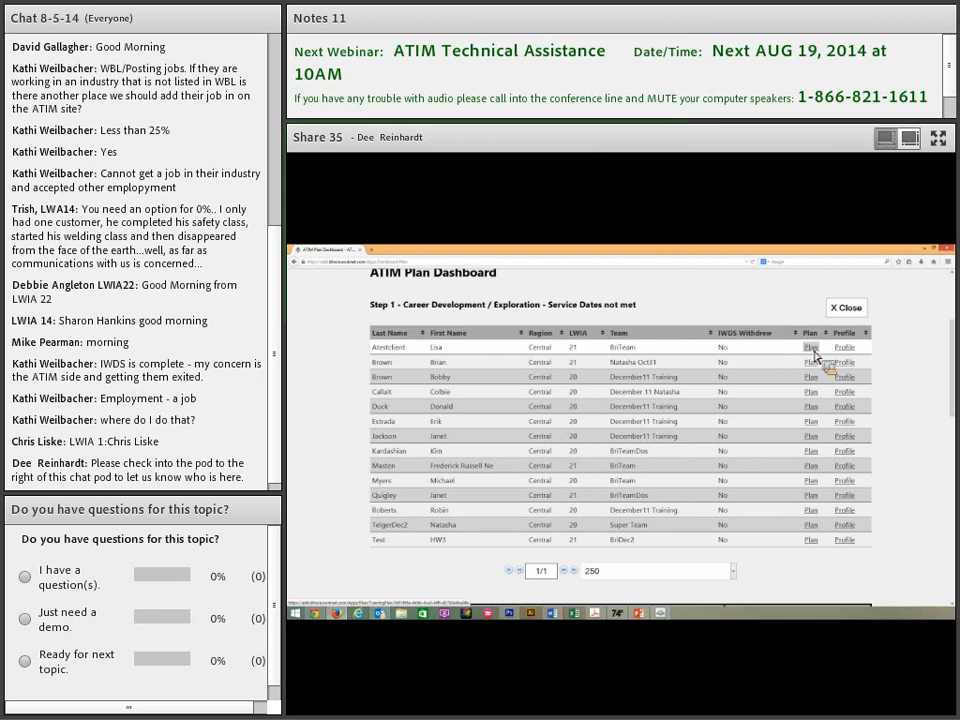 Chat 8-5-14 (Everyone)
David Gallagher: Good Morning
Kathi Weilbacher: WBL/Posting jobs. If they are
working in an industry that is not listed in WBL is
there another place we should add their job in on
the ATIM site?
Kathi Weilbacher: Less than 25%
Kathi Weilbacher: Yes
Kathi Weilbacher: Cannot get a job in their industry
and accepted other emplopyment
Trish, LWA14: You need an option for 0%.. I only
had one customer, he completed his safety class,
started his welding class and then disappeared
from the face of the earth...well, as far as
communications with us is concerned...
Debbie Angleton LWIA22: Good Morning from
LWIA 22
LWIA 14: Sharon Hankins good morning
Mike Pearman: morning
Kathi Weilbacher: IWDS is complete - my concern is
the ATIM side and getting them exited.
Kathi Weilbacher: Employment - a job
Kathi Weilbacher: where do I do that?
Chris Liske: LWIA 1:Chris Liske
Dee Reinhardt: Please check into the pod to the
right of this chat pod to let us know who is here.
Do you have questions for this topic?
Do you have questions for this topic?
I have a
question(s). 0% (0)
Just need a
demo. 0% (0)
Ready for next
topic. 0% (0)
Notes 11
Next Webinar: ATIM Technical Assistance Date/Time: Next AUG 19, 2014 at
10AM
If you have any trouble with audio please call into the conference line and MUTE your computer speakers: 1-866-821-1611
Share 35 - Dee Reinhardt
ATIM Plan Dashboard - AT...
Google
ATIM Plan Dashboard
Step 1 - Career Development / Exploration - Service Dates not met
X Close
Last Name First Name Region LWIA Team IWDS Withdrew Plan Profile
Atestclient Lisa Central 21 BriTeam No Plan Profile
Brown Brian Central 21 Natasha Oct31 No Plan Profile
Brown Bobby Central 20 December11 Training No Plan Profile
Callait Colbie Central 20 December 11 Natasha No Plan Profile
Duck Donald Central 20 December11 Training No Plan Profile
Estrada Erik Central 20 December11 Training No Plan Profile
Jackson Janet Central 20 December11 Training No Plan Profile
Kardashian Kim Central 20 BriTeamDos No Plan Profile
Masten Frederick Russell Ne Central 21 BriTeam No Plan Profile
Myers Michael Central 20 BriTeam No Plan Profile
Quigley Janet Central 21 BriTeamDos No Plan Profile
Roberts Robin Central 20 December11 Training No Plan Profile
TelgerDec2 Natasha Central 20 Super Team No Plan Profile
Test HW3 Central 21 BriDec2 No Plan Profile
1/1 250
74°